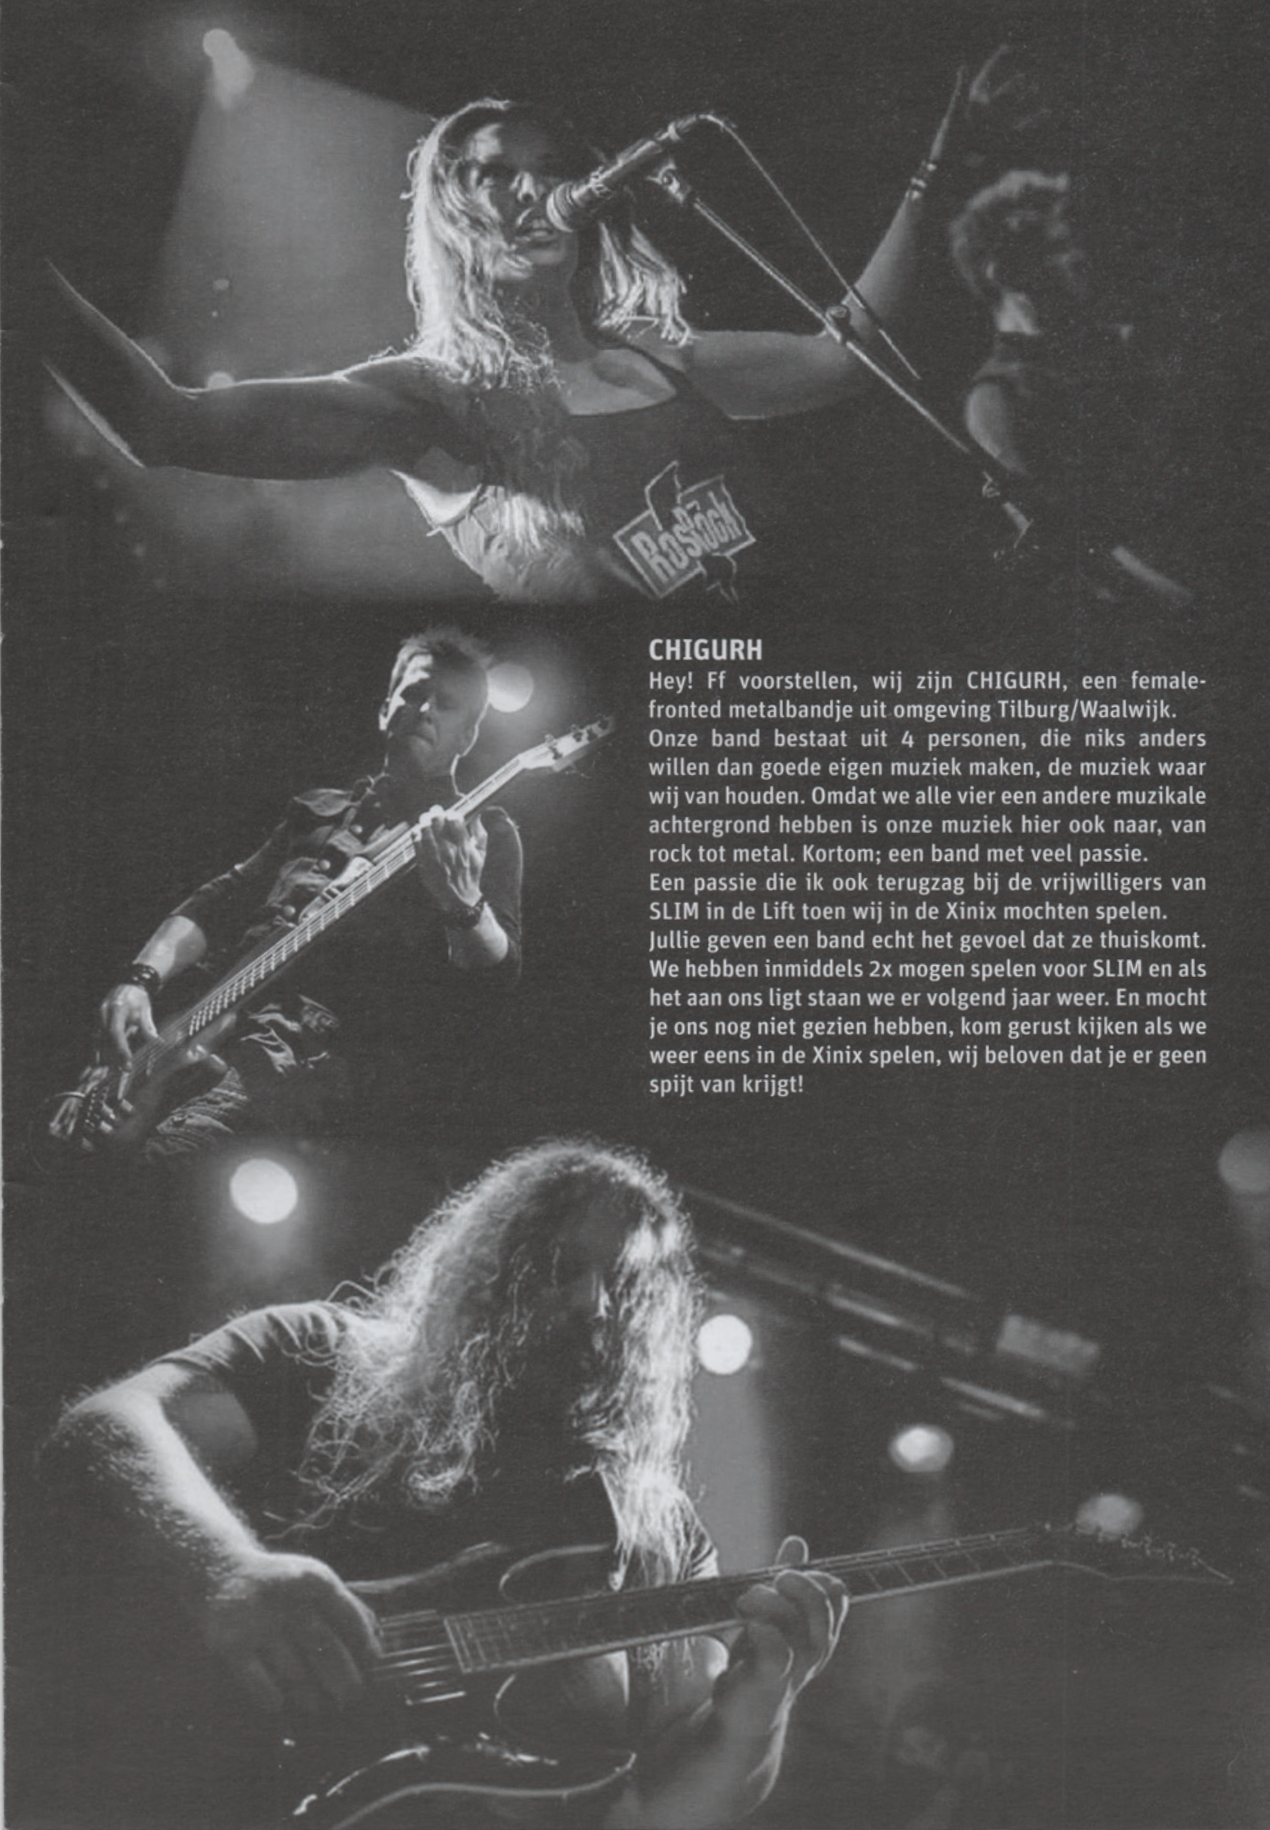 RosRock
CHIGURH
Hey! Ff voorstellen, wij zijn CHIGURH, een female-
fronted metalbandje uit omgeving Tilburg/Waalwijk.
Onze band bestaat uit 4 personen, die niks anders
willen dan goede eigen muziek maken, de muziek waar
wij van houden. Omdat we alle vier een andere muzikale
achtergrond hebben is onze muziek hier ook naar, van
rock tot metal. Kortom; een band met veel passie.
Een passie die ik ook terugzag bij de vrijwilligers van
SLIM in de Lift toen wij in de Xinix mochten spelen.
Jullie geven een band echt het gevoel dat ze thuiskomt.
We hebben inmiddels 2x mogen spelen voor SLIM en als
het aan ons ligt staan we er volgend jaar weer. En mocht
je ons nog niet gezien hebben, kom gerust kijken als we
weer eens in de Xinix spelen, wij beloven dat je er geen
spijt van krijgt!